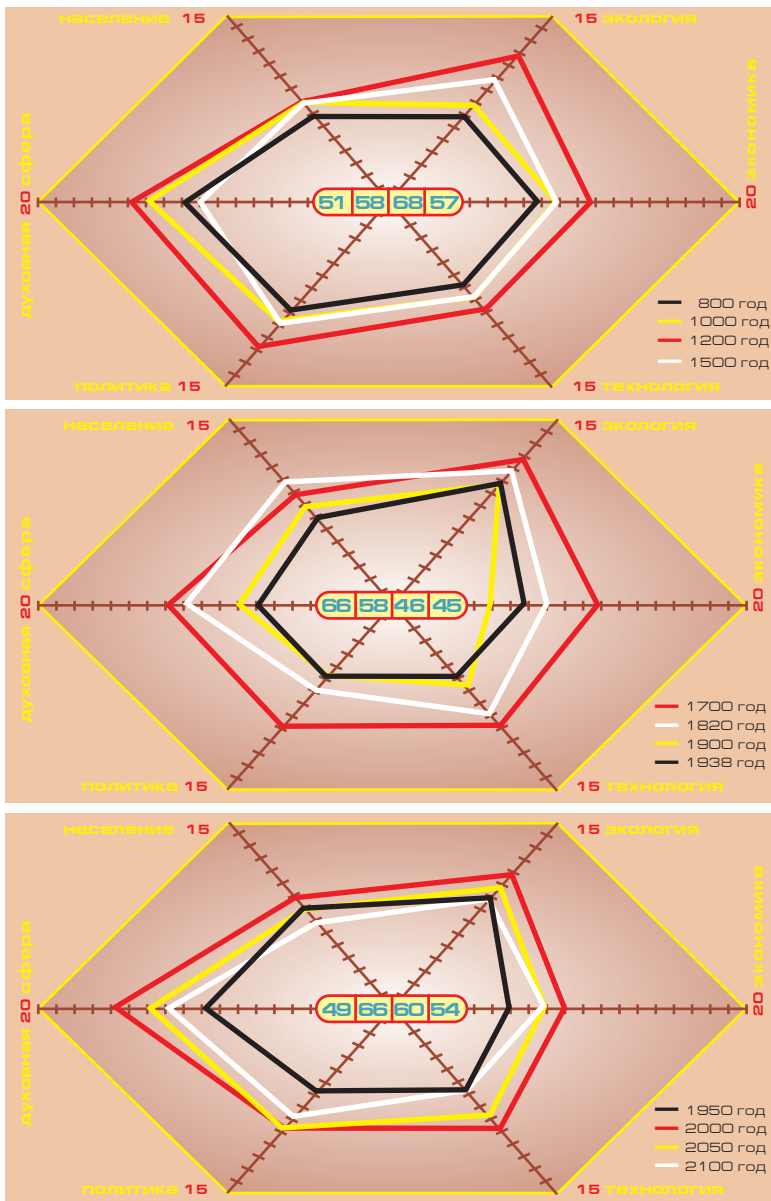 население 15
15 экология
духовная сфера
20
51 58 68 57
20
экономика
800 год
1000 год
1200 год
1500 год
политика 15
15 технология
население 15
15 экология
духовная сфера
20
66 58 46 45
20
экономика
1700 год
1820 год
1900 год
1938 год
политика 15
15 технология
население 15
15 экология
духовная сфера
20
49 66 60 54
20
экономика
1950 год
2000 год
2050 год
2100 год
политика 15
15 технология